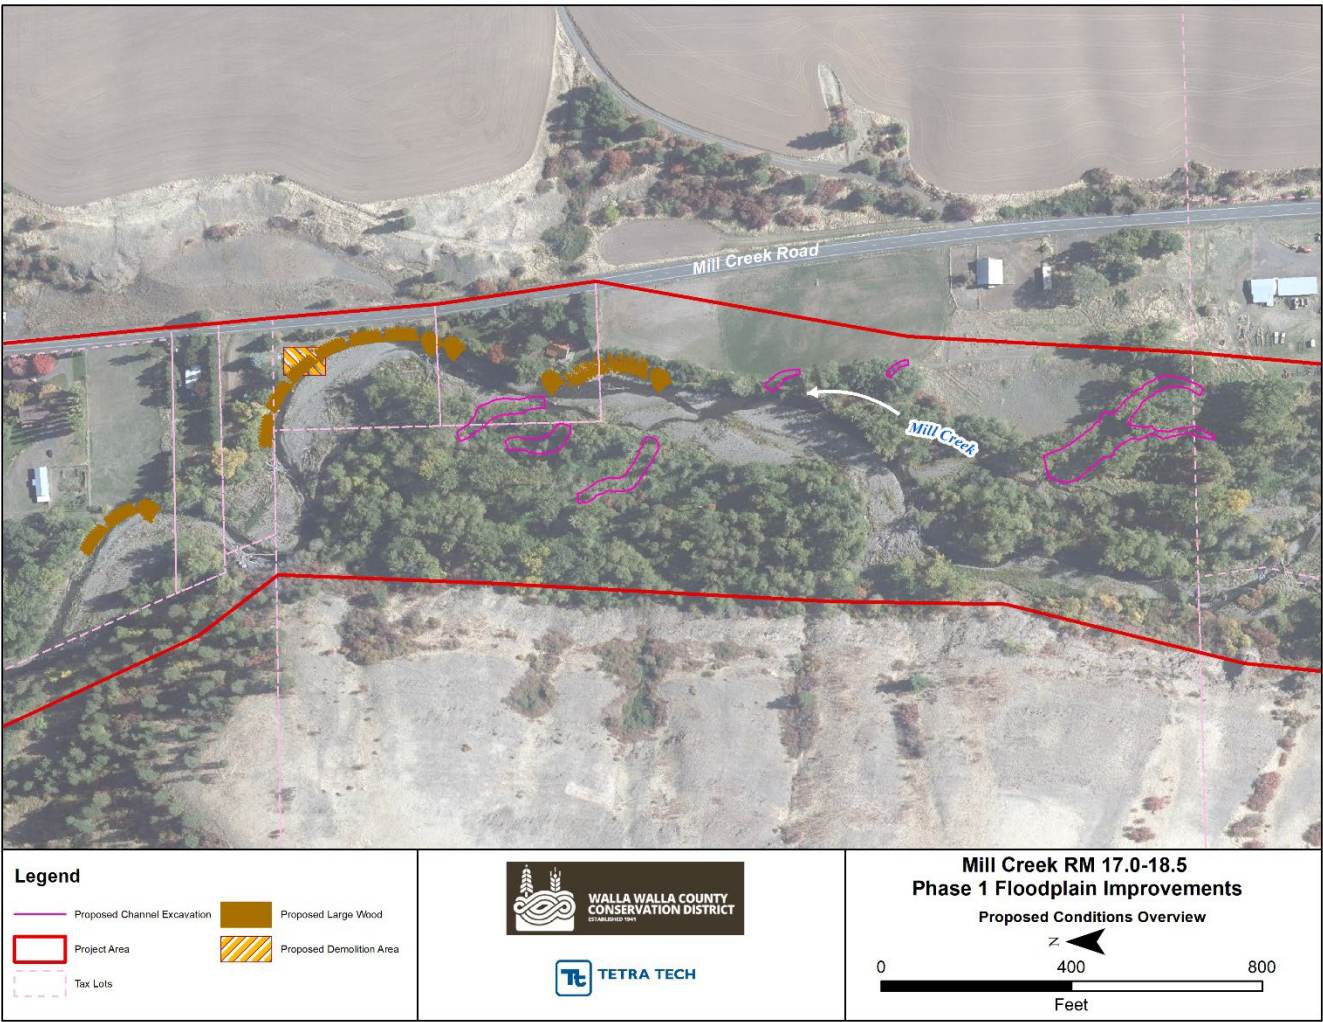 Mill Creek Road
Mill Creek
Legend
Proposed Channel Excavation
Proposed Large Wood
Project Area
Proposed Demolition Area
Tax Lots
WALLA WALLA COUNTY
CONSERVATION DISTRICT
ESTABLISHED 1941
Tt TETRA TECH
Mill Creek RM 17.0-18.5
Phase 1 Floodplain Improvements
Proposed Conditions Overview
N
0 400 800
Feet